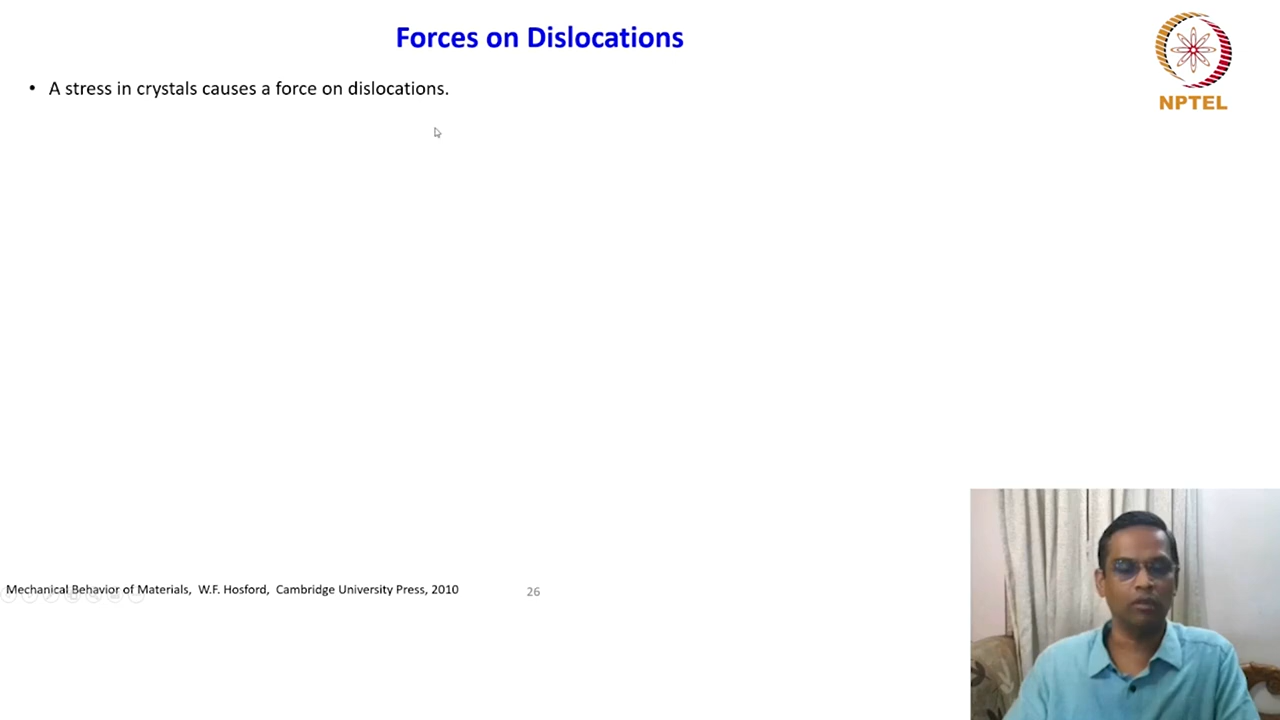 Forces on Dislocations
• A stress in crystals causes a force on dislocations.
NPTEL
Mechanical Behavior of Materials, W.F. Hosford, Cambridge University Press, 2010
26